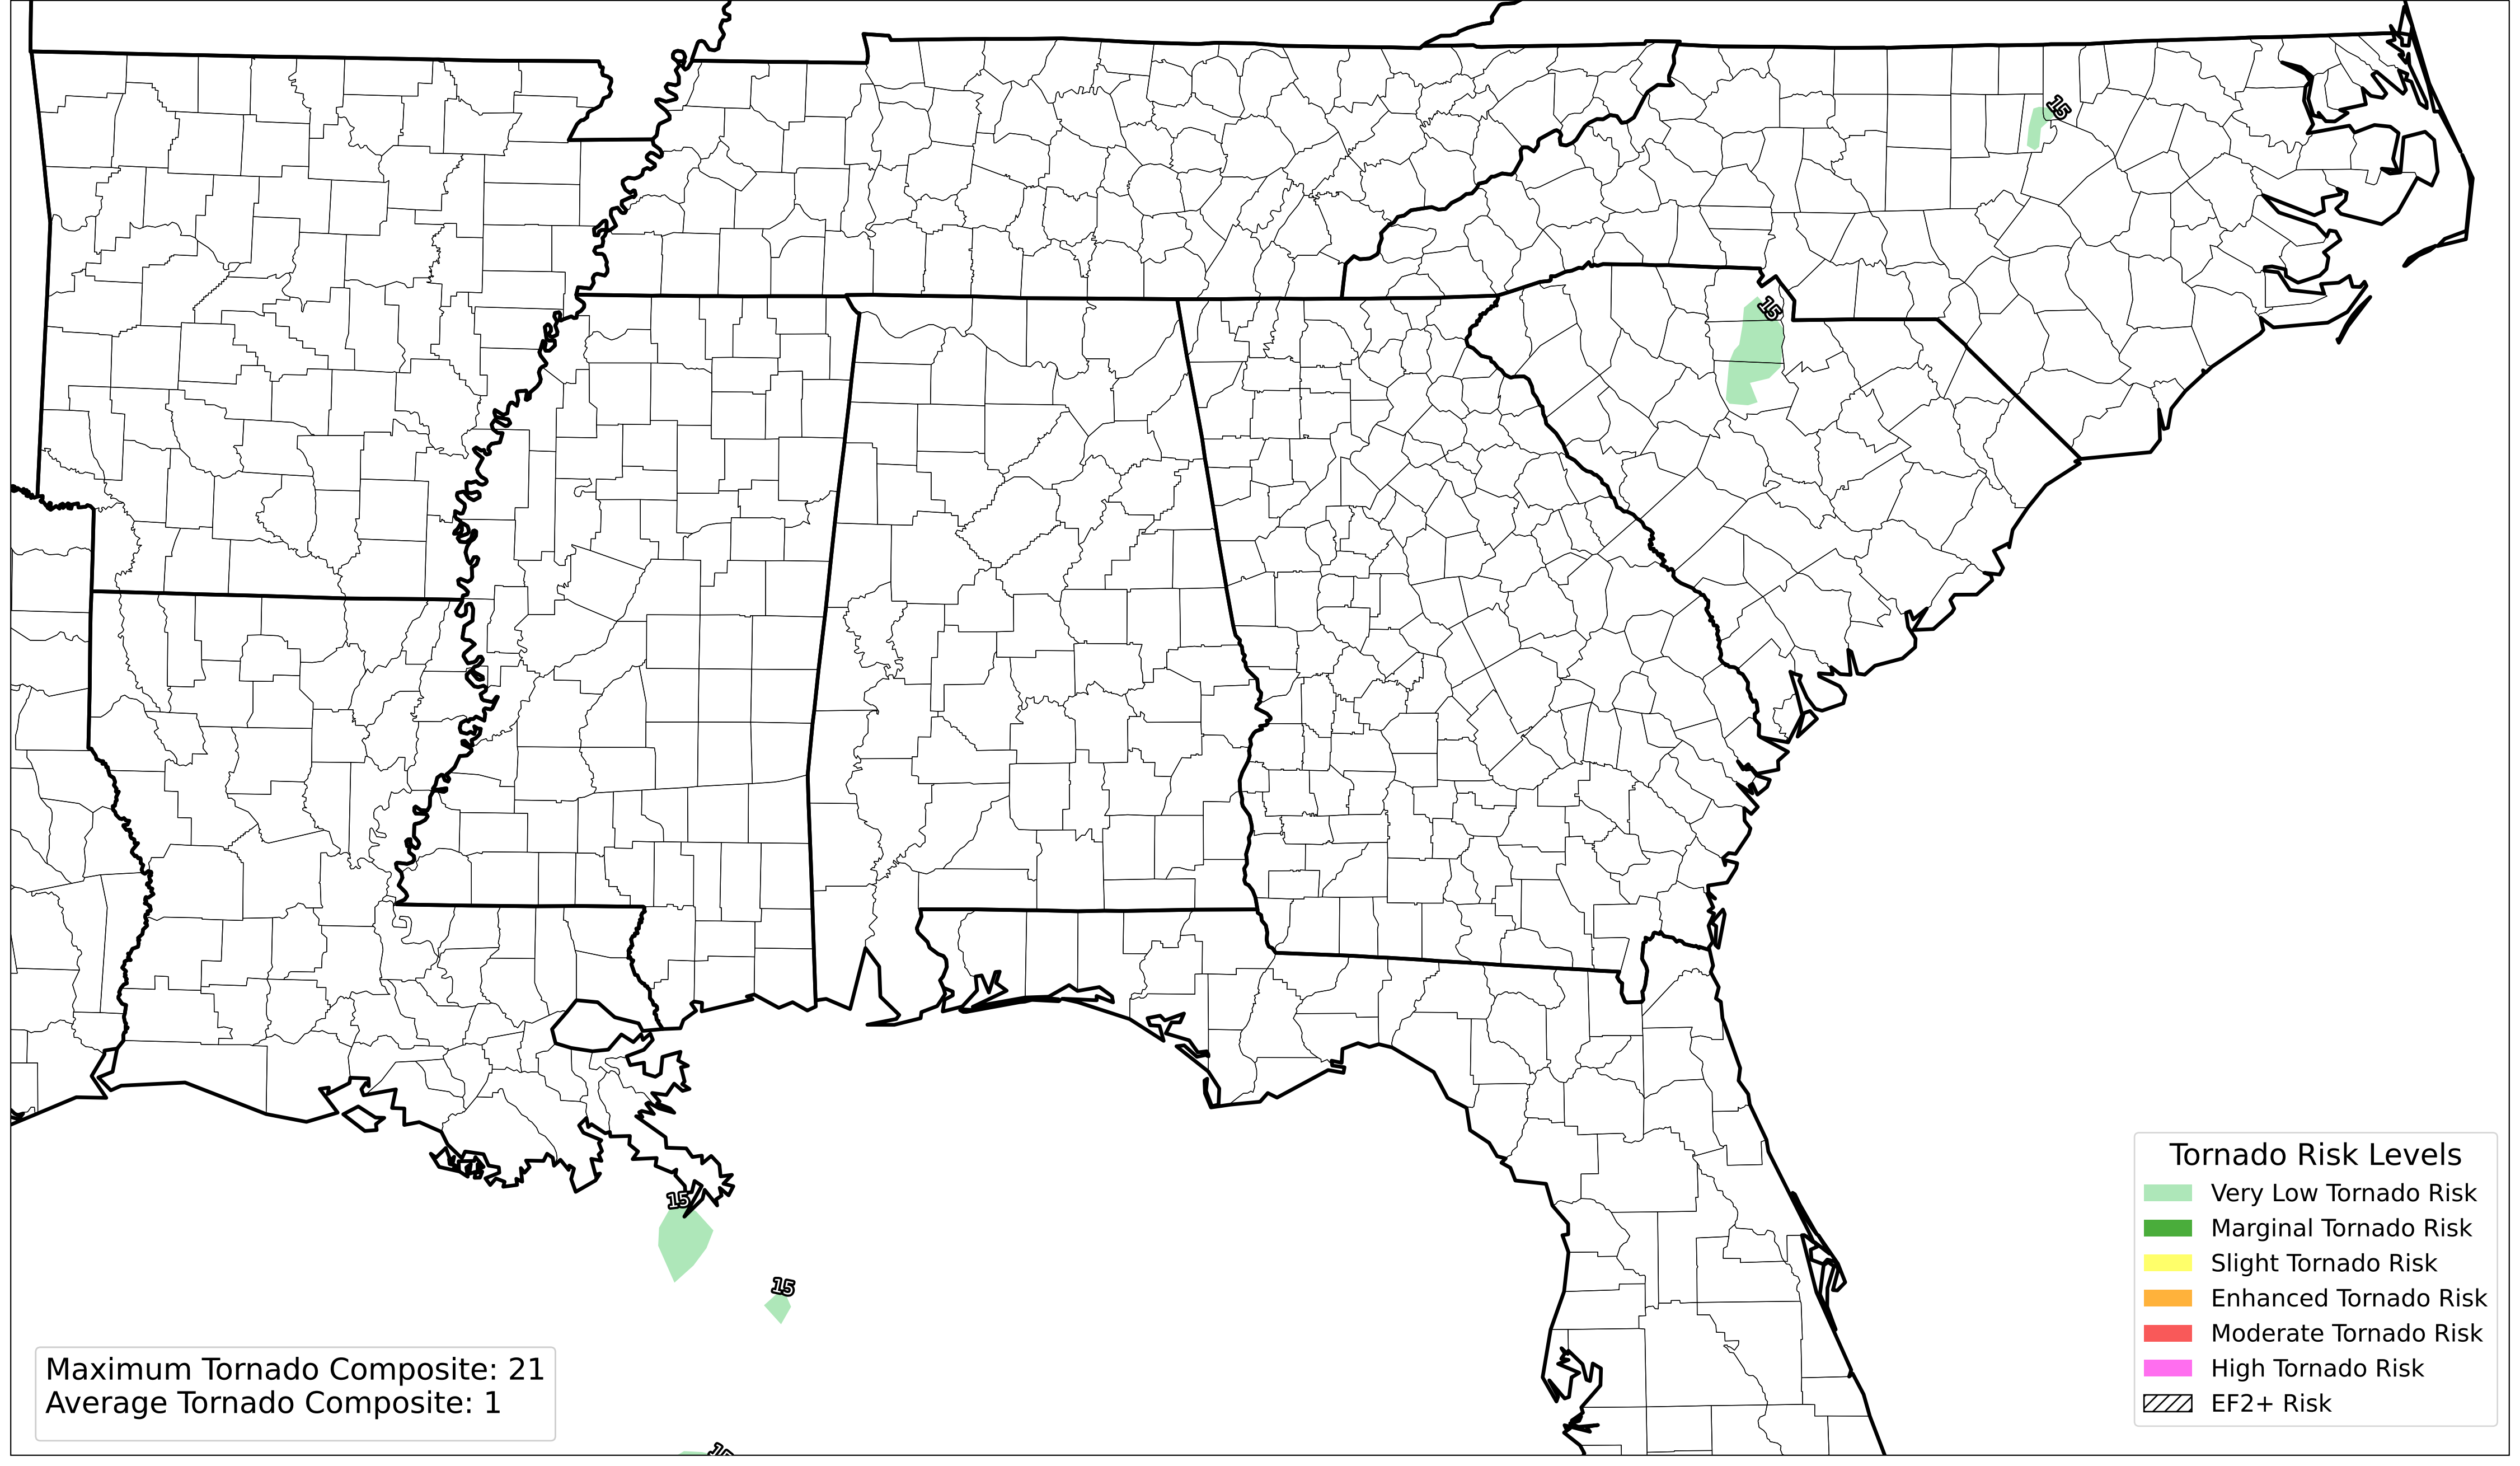 15
15
15
15
Tornado Risk Levels
Very Low Tornado Risk
Marginal Tornado Risk
Slight Tornado Risk
Enhanced Tornado Risk
Moderate Tornado Risk
High Tornado Risk
EF2+ Risk
Maximum Tornado Composite: 21
Average Tornado Composite: 1